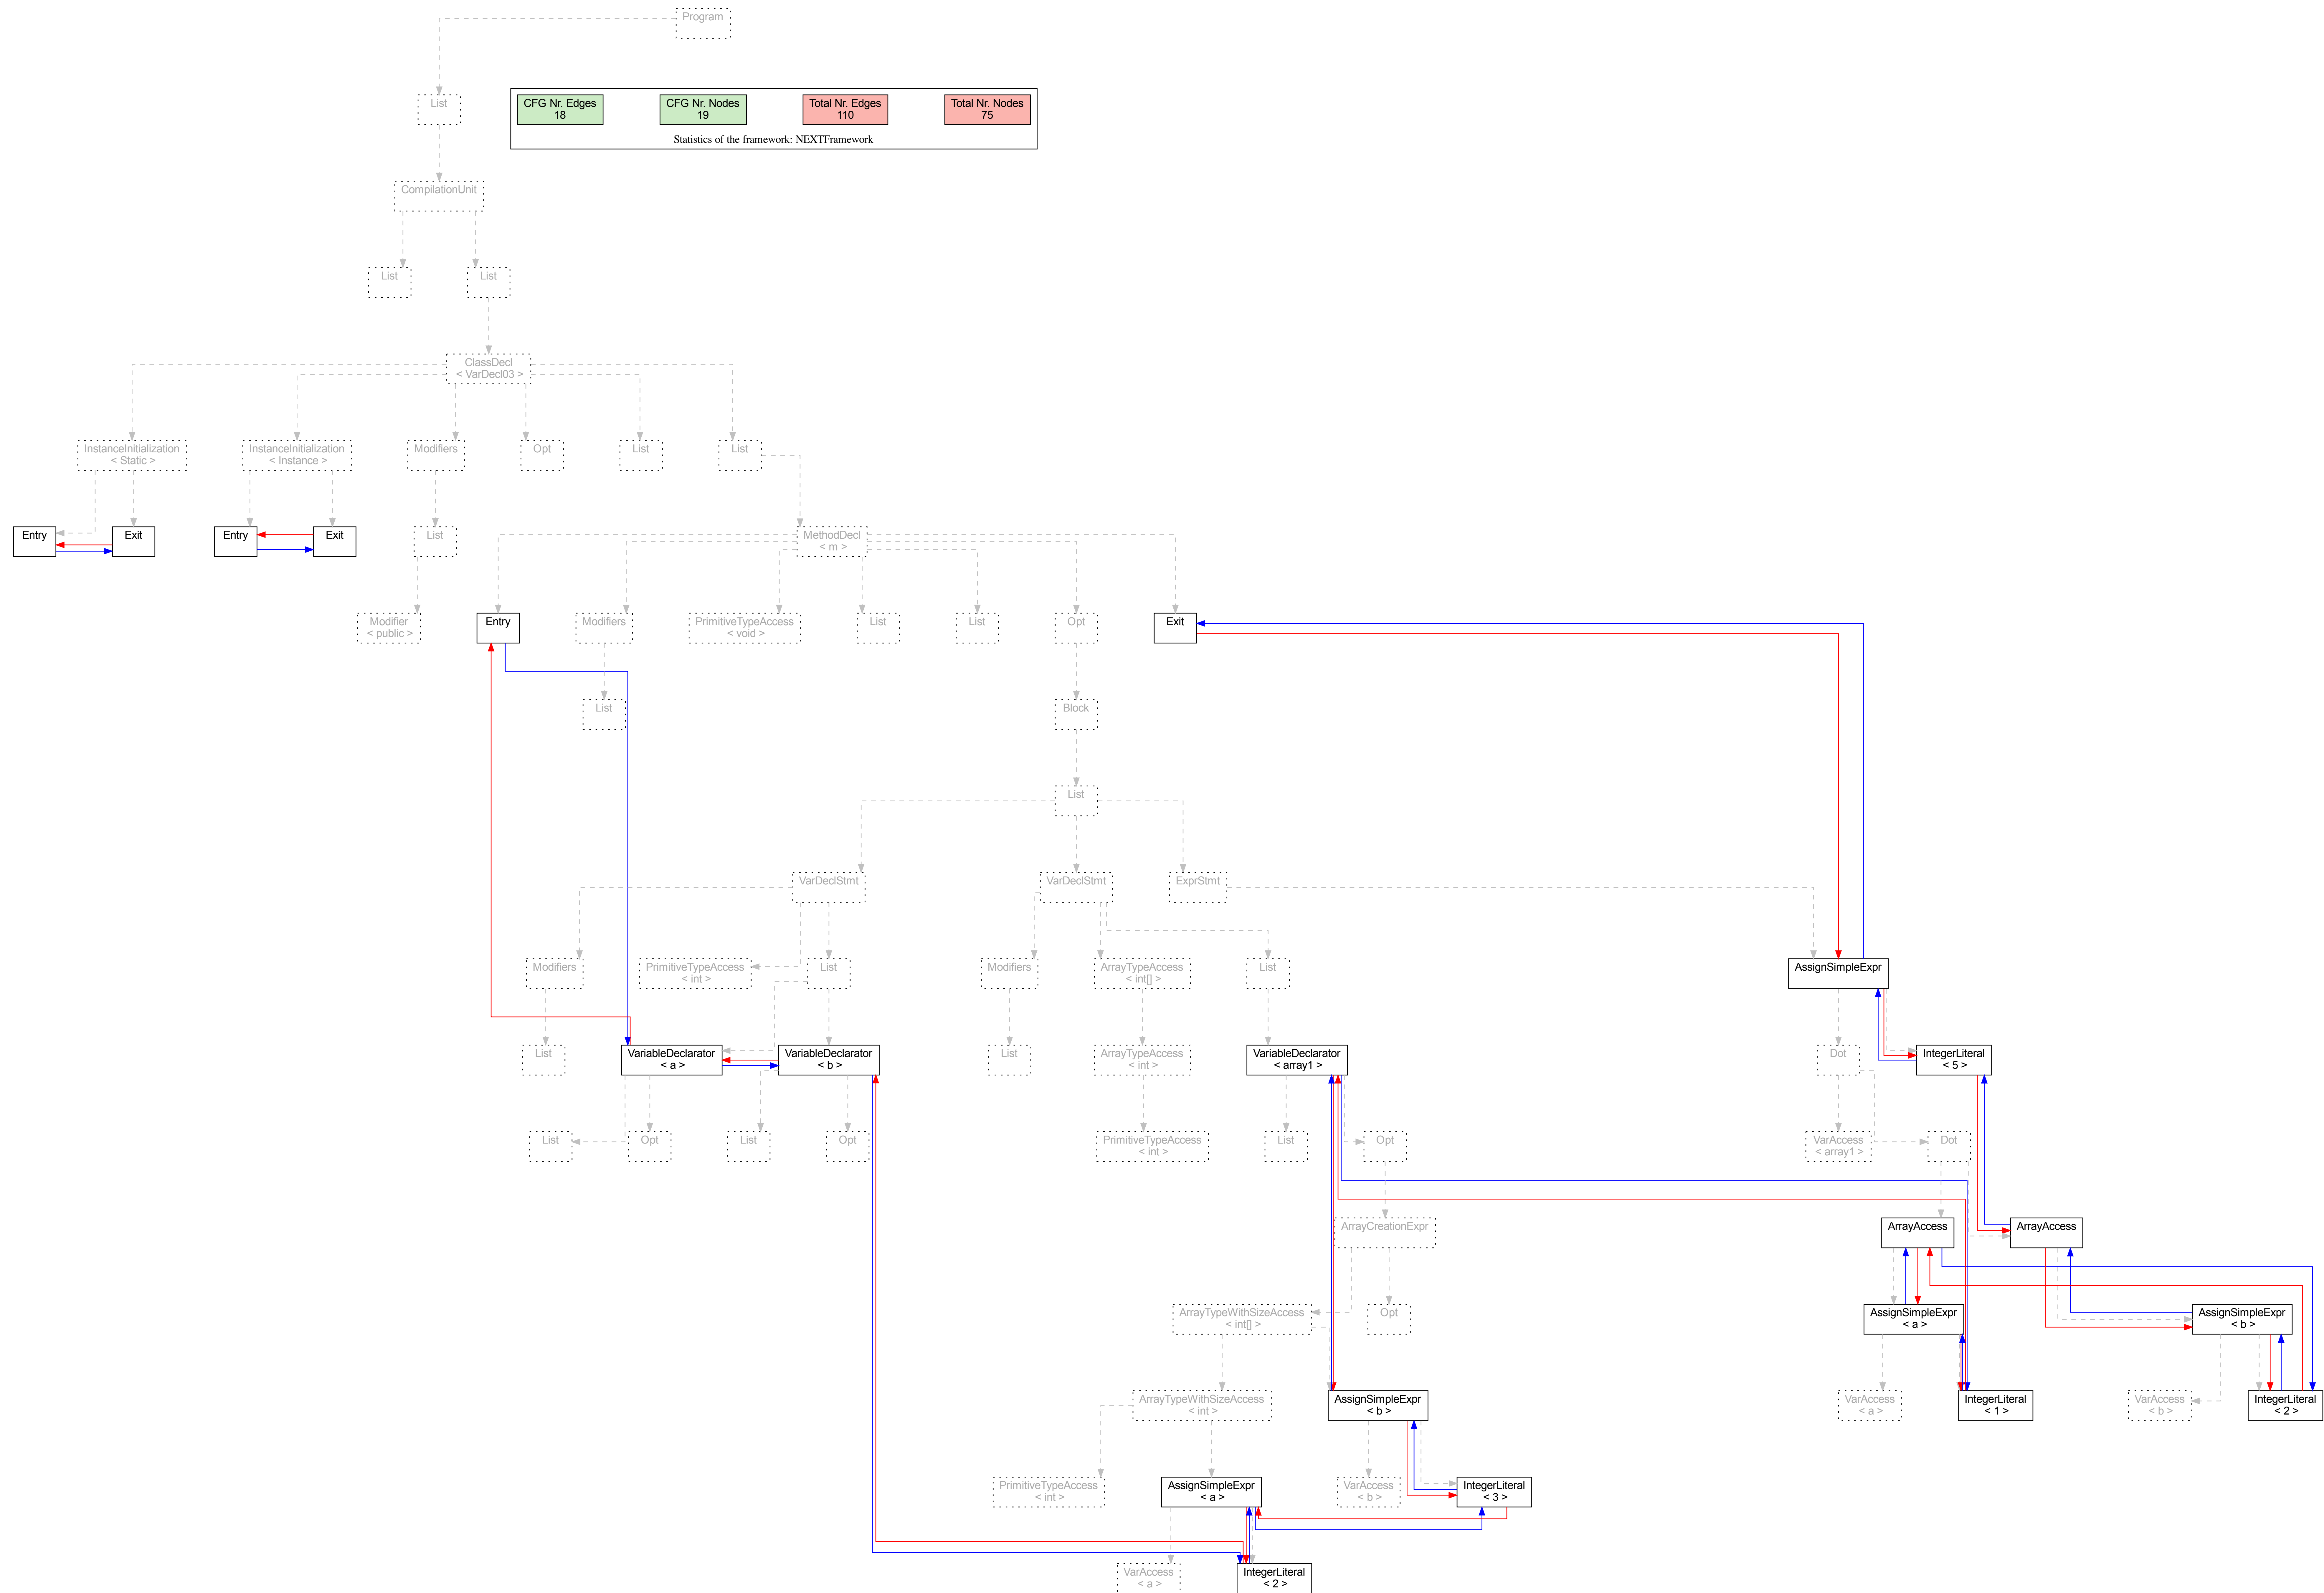 Program
List
CFG Nr. Edges
18
CFG Nr. Nodes
19
Total Nr. Edges
110
Total Nr. Nodes
75
Statistics of the framework: NEXTFramework
CompilationUnit
List
List
ClassDecl
< VarDecl03 >
InstanceInitialization
< Static >
InstanceInitialization
< Instance >
Modifiers
Opt
List
List
Entry
Exit
Entry
Exit
List
MethodDecl
< m >
Modifier
< public >
Entry
Modifiers
PrimitiveTypeAccess
< void >
List
List
Opt
Exit
List
Block
List
VarDeclStmt
VarDeclStmt
ExprStmt
Modifiers
PrimitiveTypeAccess
< int >
List
Modifiers
ArrayTypeAccess
< int[] >
List
AssignSimpleExpr
List
VariableDeclarator
< a >
VariableDeclarator
< b >
List
ArrayTypeAccess
< int >
VariableDeclarator
< array1 >
Dot
IntegerLiteral
< 5 >
List
Opt
List
Opt
PrimitiveTypeAccess
< int >
List
Opt
VarAccess
< array1 >
Dot
ArrayCreationExpr
ArrayAccess
ArrayAccess
ArrayTypeWithSizeAccess
< int[] >
Opt
AssignSimpleExpr
< a >
AssignSimpleExpr
< b >
ArrayTypeWithSizeAccess
< int >
AssignSimpleExpr
< b >
VarAccess
< a >
IntegerLiteral
< 1 >
VarAccess
< b >
IntegerLiteral
< 2 >
PrimitiveTypeAccess
< int >
AssignSimpleExpr
< a >
VarAccess
< b >
IntegerLiteral
< 3 >
VarAccess
< a >
IntegerLiteral
< 2 >